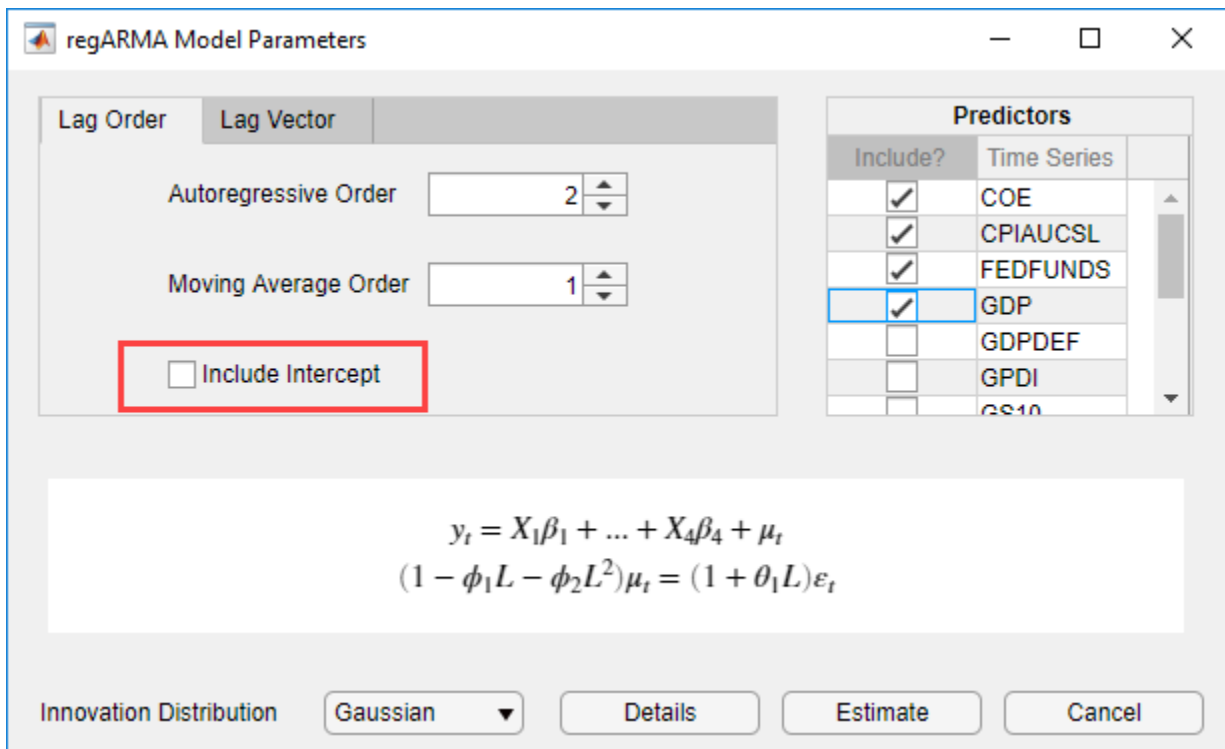 regARMA Model Parameters
Lag Order
Lag Vector
Autoregressive Order 2
Moving Average Order 1
Include Intercept
Predictors
Include? Time Series
COE
CPIAUCSL
FEDFUNDS
GDP
GDPDEF
GPDI
GS10
yₜ = X₁β₁ + ... + X₄β₄ + μₜ
(1 − ϕ₁L − ϕ₂L²)μₜ = (1 + θ₁L)εₜ
Innovation Distribution Gaussian Details Estimate Cancel